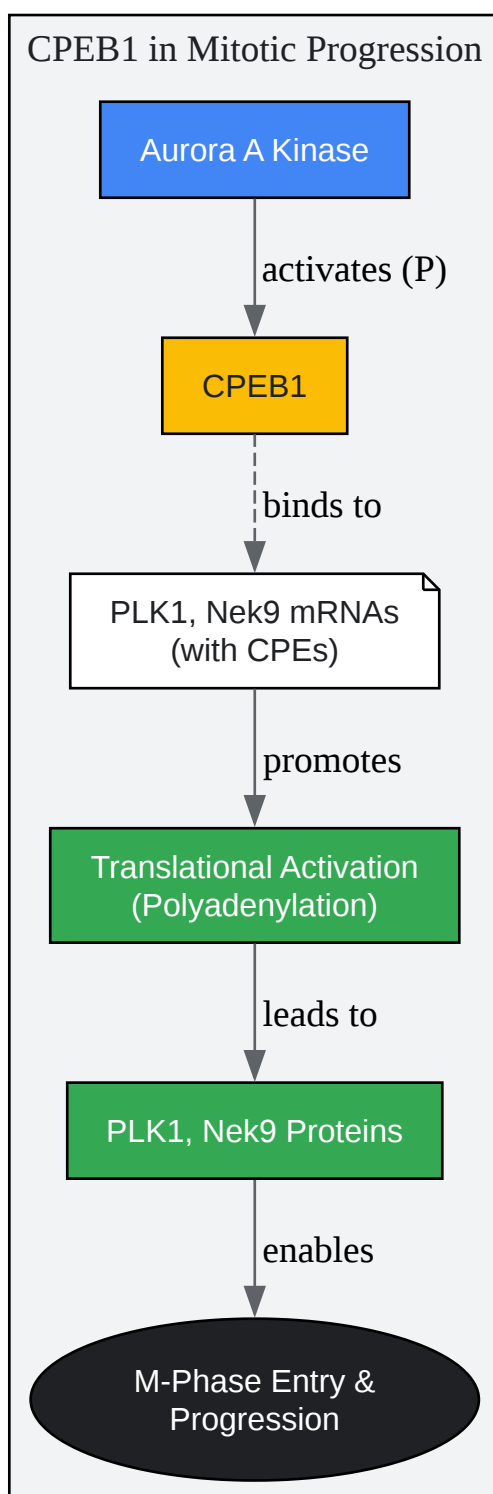 CPEB1 in Mitotic Progression
Aurora A Kinase
activates (P)
CPEB1
binds to
PLK1, Nek9 mRNAs
(with CPEs)
promotes
Translational Activation
(Polyadenylation)
leads to
PLK1, Nek9 Proteins
enables
M-Phase Entry &
Progression